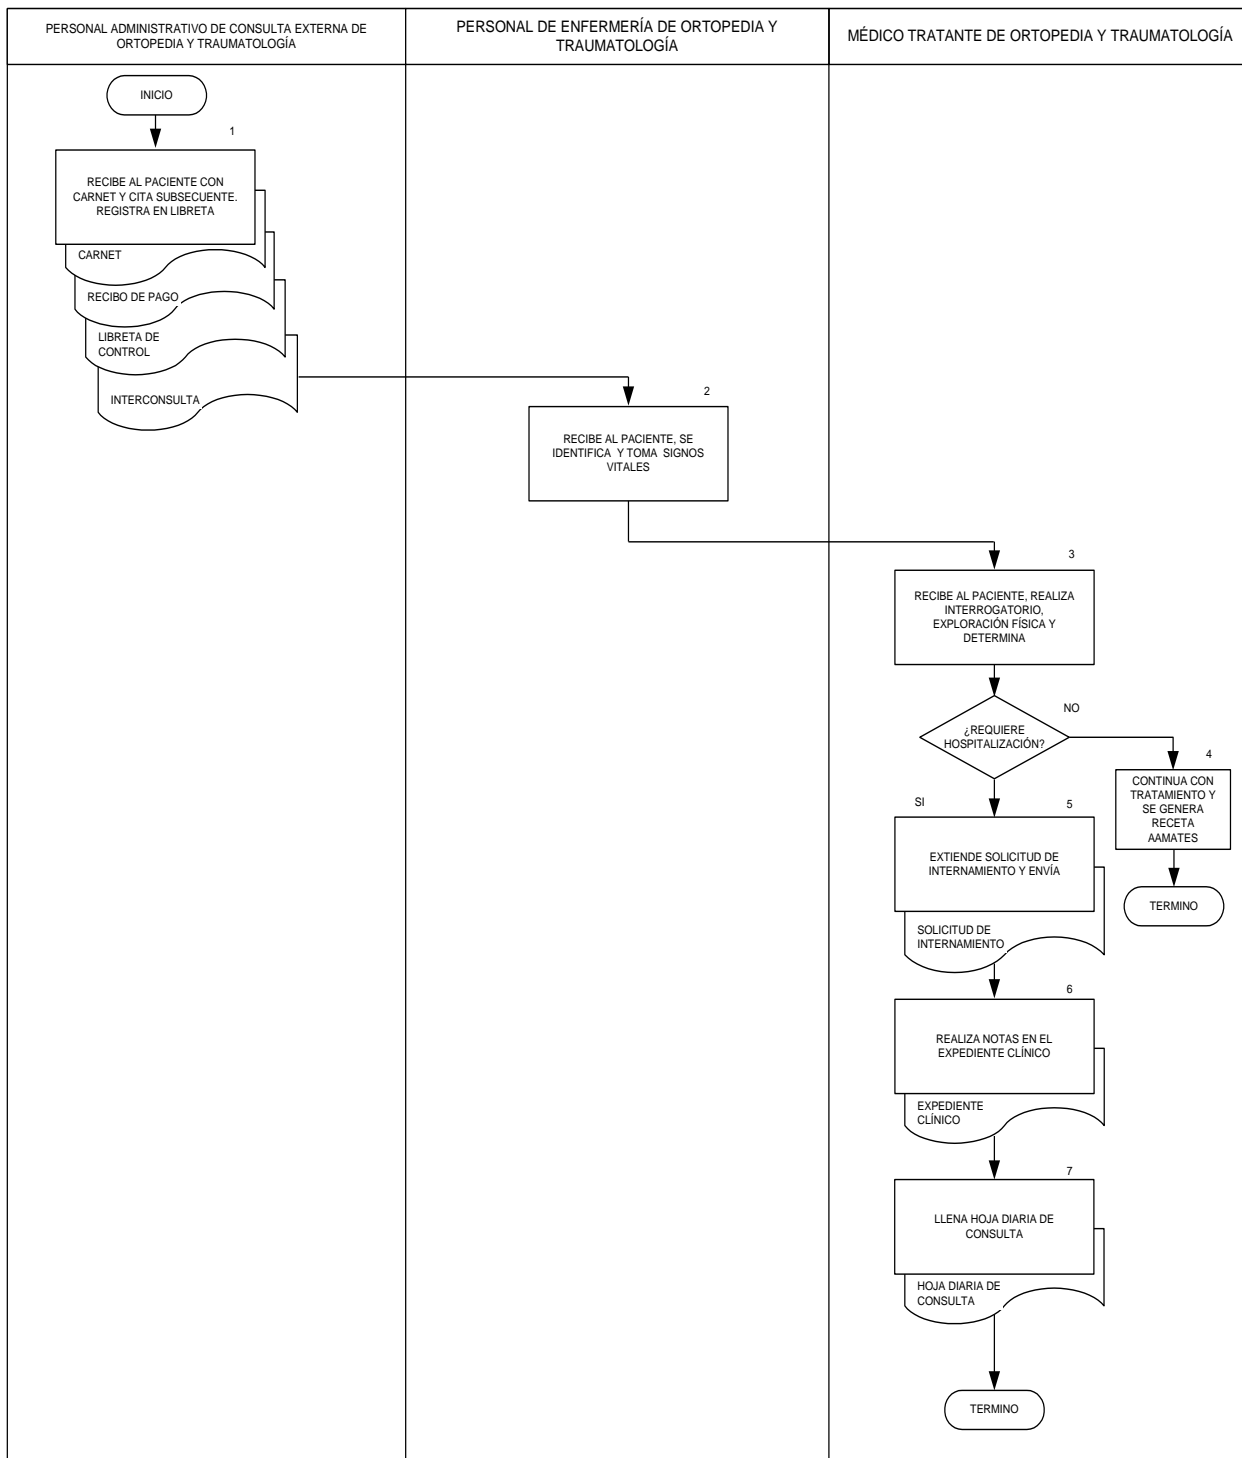 PERSONAL ADMINISTRATIVO DE CONSULTA EXTERNA DE
ORTOPEDIA Y TRAUMATOLOGÍA
PERSONAL DE ENFERMERÍA DE ORTOPEDIA Y
TRAUMATOLOGÍA
MÉDICO TRATANTE DE ORTOPEDIA Y TRAUMATOLOGÍA
INICIO
1
RECIBE AL PACIENTE CON
CARNET Y CITA SUBSECUENTE.
REGISTRA EN LIBRETA
CARNET
RECIBO DE PAGO
LIBRETA DE
CONTROL
INTERCONSULTA
2
RECIBE AL PACIENTE, SE
IDENTIFICA Y TOMA SIGNOS
VITALES
3
RECIBE AL PACIENTE, REALIZA
INTERROGATORIO,
EXPLORACIÓN FÍSICA Y
DETERMINA
¿REQUIERE
HOSPITALIZACIÓN?
NO
4
CONTINUA CON
TRATAMIENTO Y
SE GENERA
RECETA
AAMATES
TERMINO
SI
5
EXTIENDE SOLICITUD DE
INTERNAMIENTO Y ENVÍA
SOLICITUD DE
INTERNAMIENTO
6
REALIZA NOTAS EN EL
EXPEDIENTE CLÍNICO
EXPEDIENTE
CLÍNICO
7
LLENA HOJA DIARIA DE
CONSULTA
HOJA DIARIA DE
CONSULTA
TERMINO